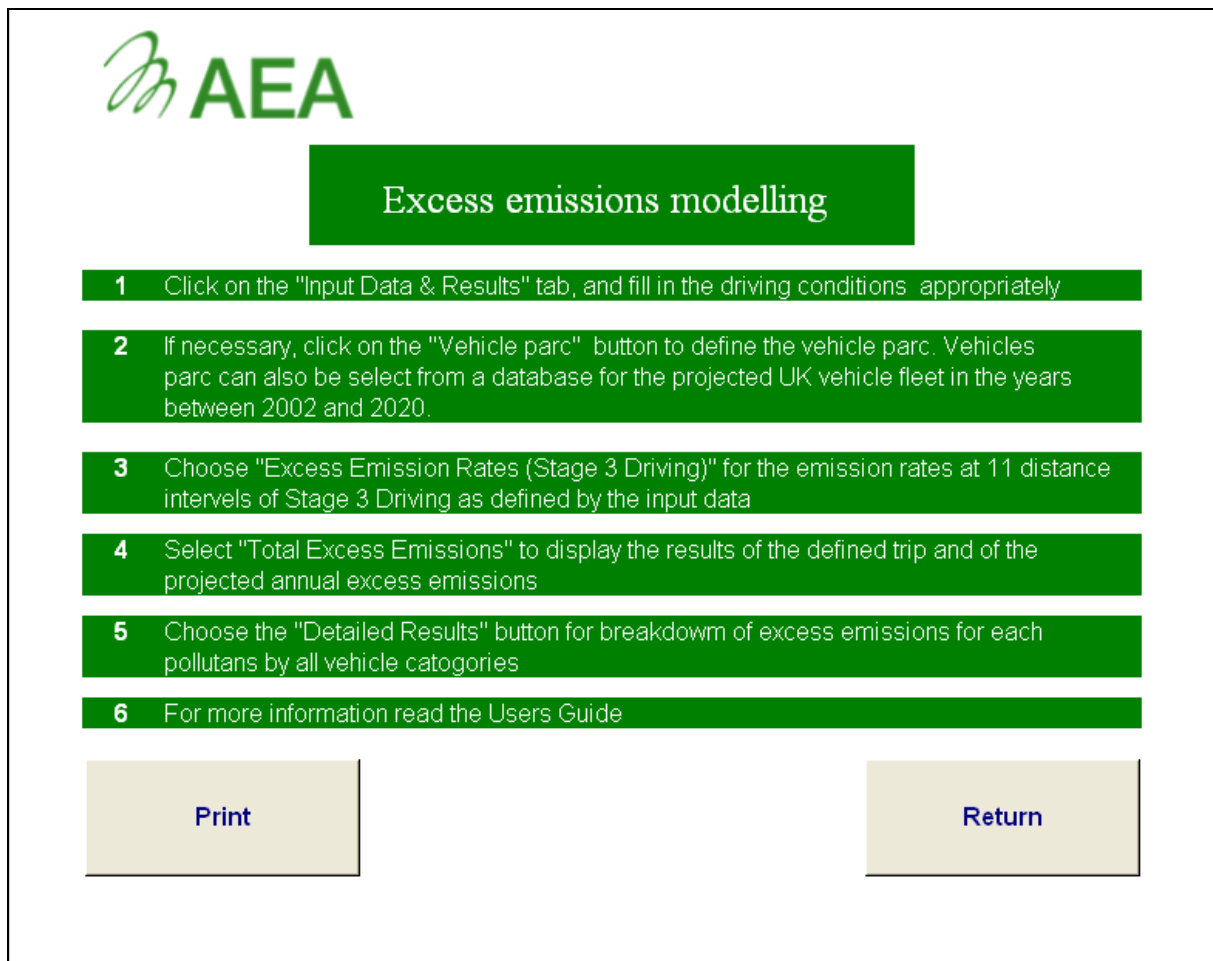 AEA
Excess emissions modelling
1 Click on the "Input Data & Results" tab, and fill in the driving conditions appropriately
2 If necessary, click on the "Vehicle parc" button to define the vehicle parc. Vehicles
parc can also be select from a database for the projected UK vehicle fleet in the years
between 2002 and 2020.
3 Choose "Excess Emission Rates (Stage 3 Driving)" for the emission rates at 11 distance
intervels of Stage 3 Driving as defined by the input data
4 Select "Total Excess Emissions" to display the results of the defined trip and of the
projected annual excess emissions
5 Choose the "Detailed Results" button for breakdowm of excess emissions for each
pollutans by all vehicle catogories
6 For more information read the Users Guide
Print Return